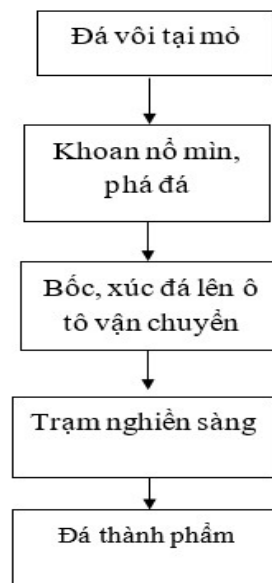 Đá vôi tại mỏ
Khoan nổ mìn,
phá đá
Bốc, xúc đá lên ô
tô vận chuyển
Trạm nghiền sàng
Đá thành phẩm